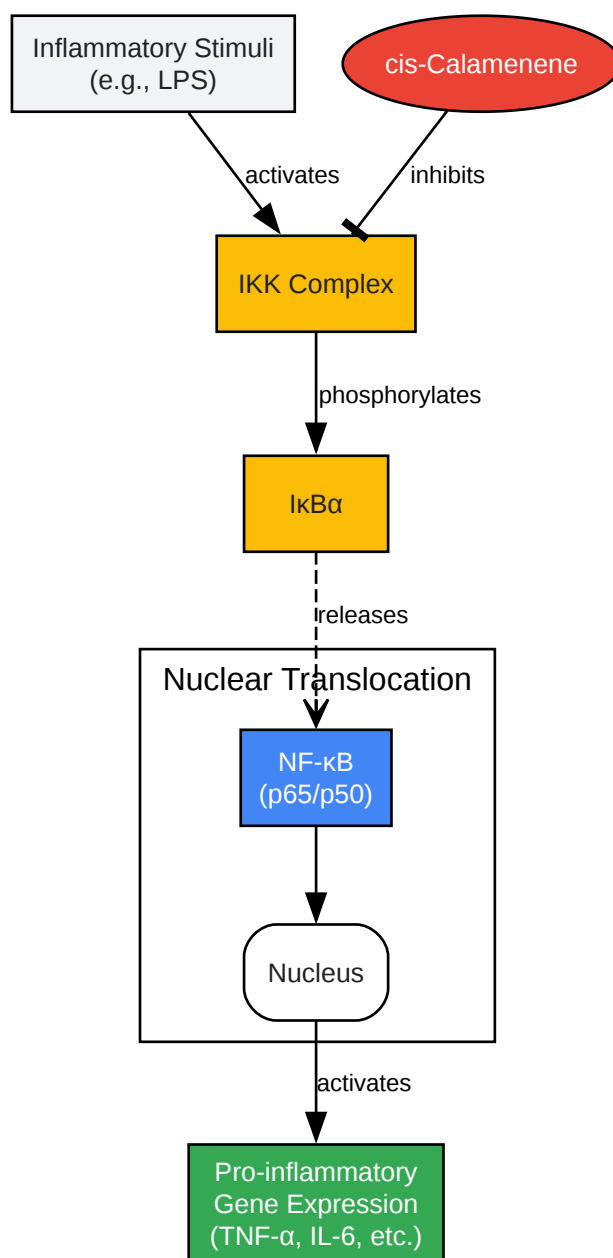 Inflammatory Stimuli
(e.g., LPS)
cis-Calamenene
activates
inhibits
IKK Complex
phosphorylates
IκBα
releases
Nuclear Translocation
NF-κB
(p65/p50)
Nucleus
activates
Pro-inflammatory
Gene Expression
(TNF-α, IL-6, etc.)